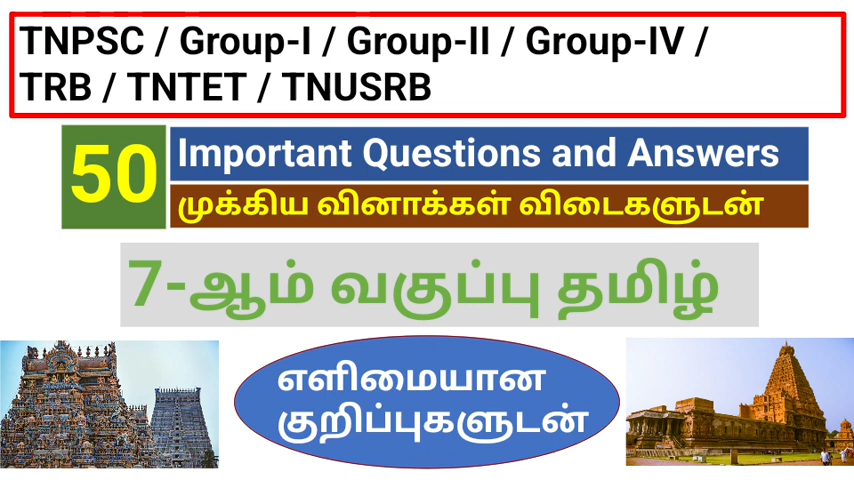 TNPSC / Group-I / Group-II / Group-IV /
TRB / TNTET / TNUSRB
50
Important Questions and Answers
முக்கிய வினாக்கள் விடைகளுடன்
7-ஆம் வகுப்பு தமிழ்
எளிமையான
குறிப்புகளுடன்